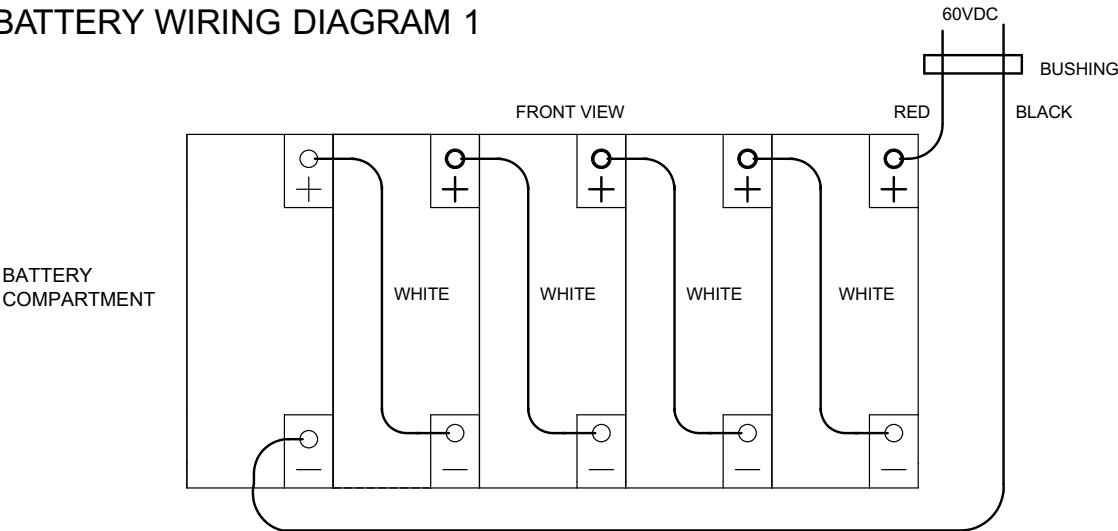 BATTERY WIRING DIAGRAM 1
60VDC
BUSHING
FRONT VIEW
RED
BLACK
+ + + + +
BATTERY
COMPARTMENT
WHITE WHITE WHITE WHITE
— — — — —